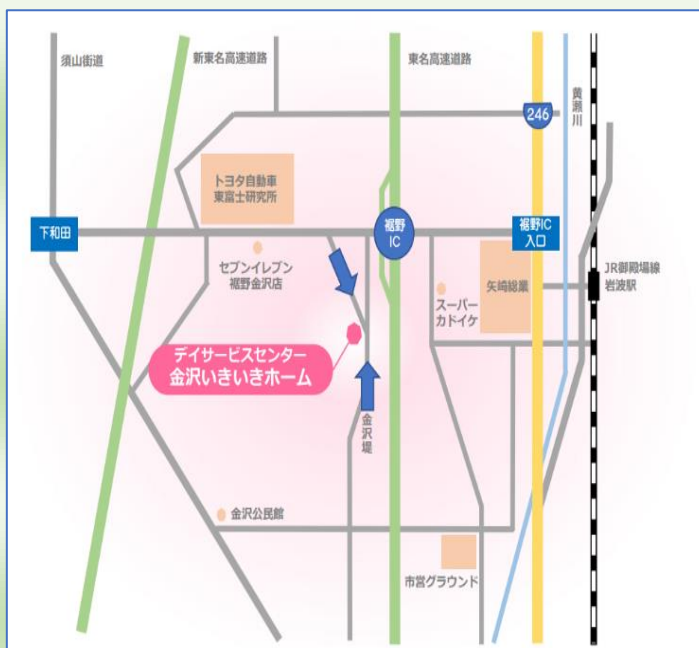 須山街道
新東名高速道路
東名高速道路
黄瀬川
246
トヨタ自動車
東富士研究所
下和田
裾野
IC
裾野IC
入口
セブンイレブン
裾野金沢店
スーパー
カドイケ
矢崎総業
JR御殿場線
岩波駅
デイサービスセンター
金沢いきいきホーム
金沢堤
金沢公民館
市営グラウンド